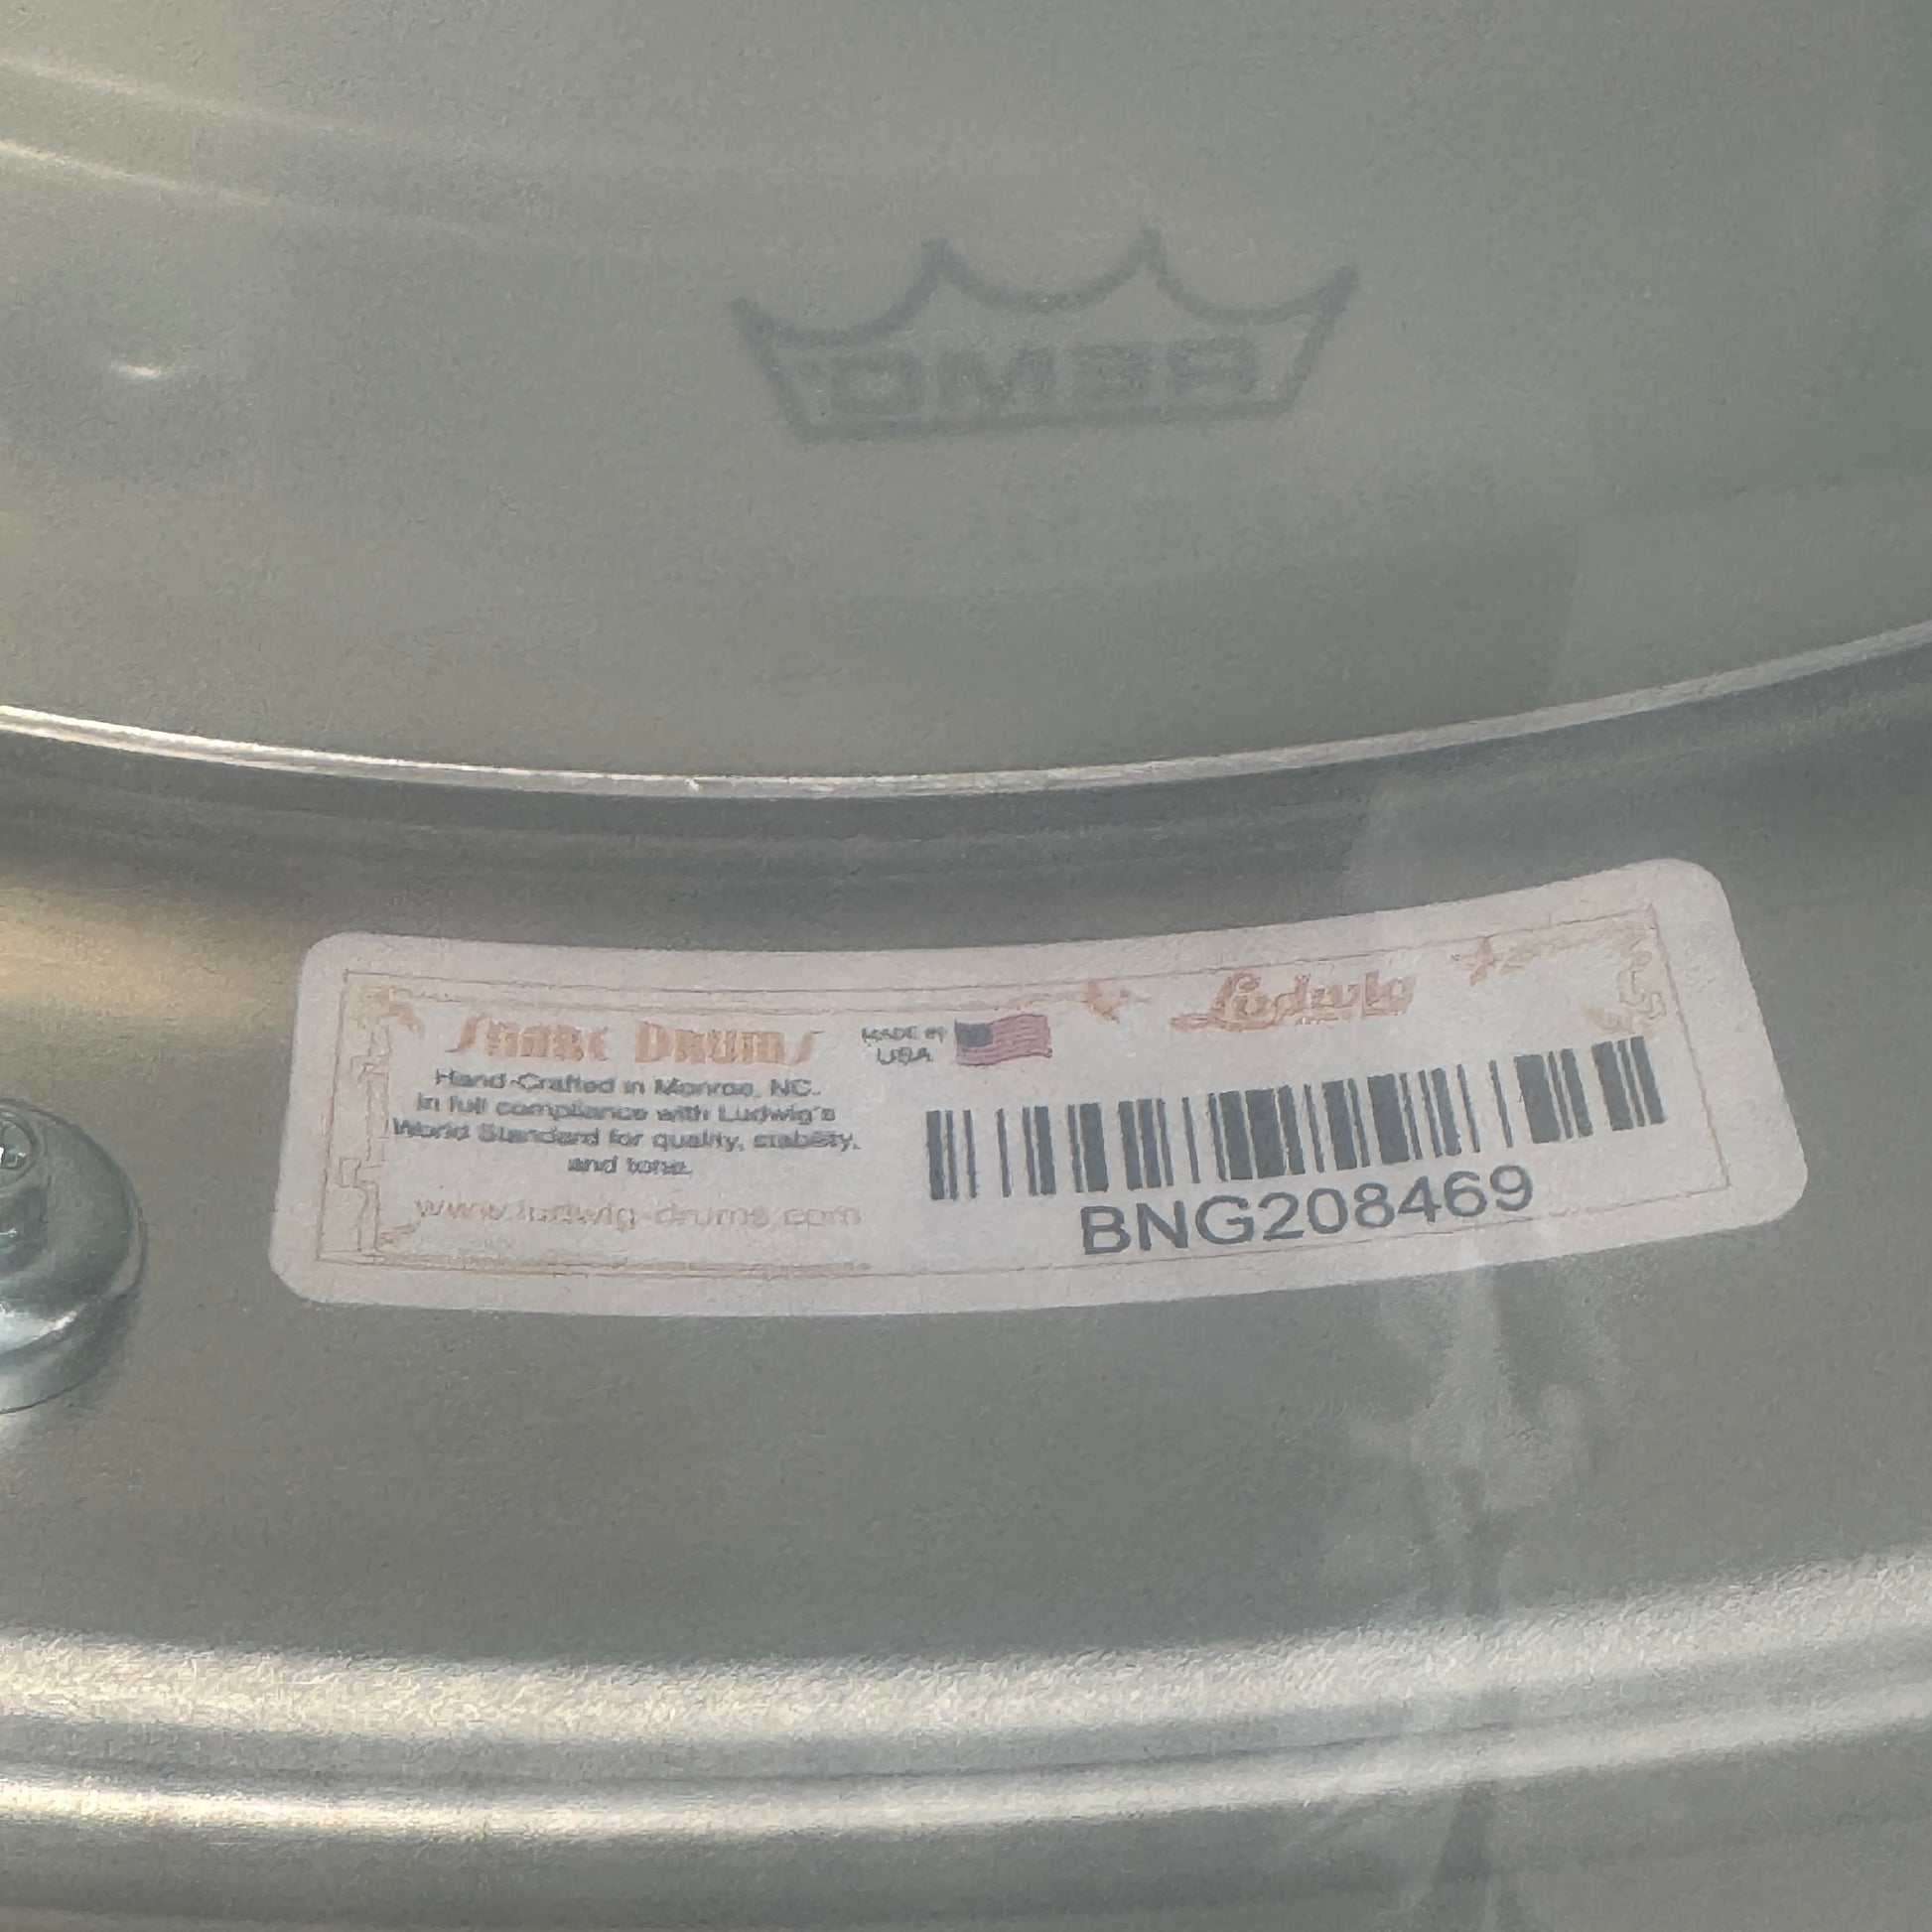 REMO
Snare Drums
MADE IN
USA
Ludwig
Hand-Crafted in Monroe, NC.
in full compliance with Ludwig's
World Standard for quality, stability,
and tone.
www.ludwig-drums.com
BNG208469